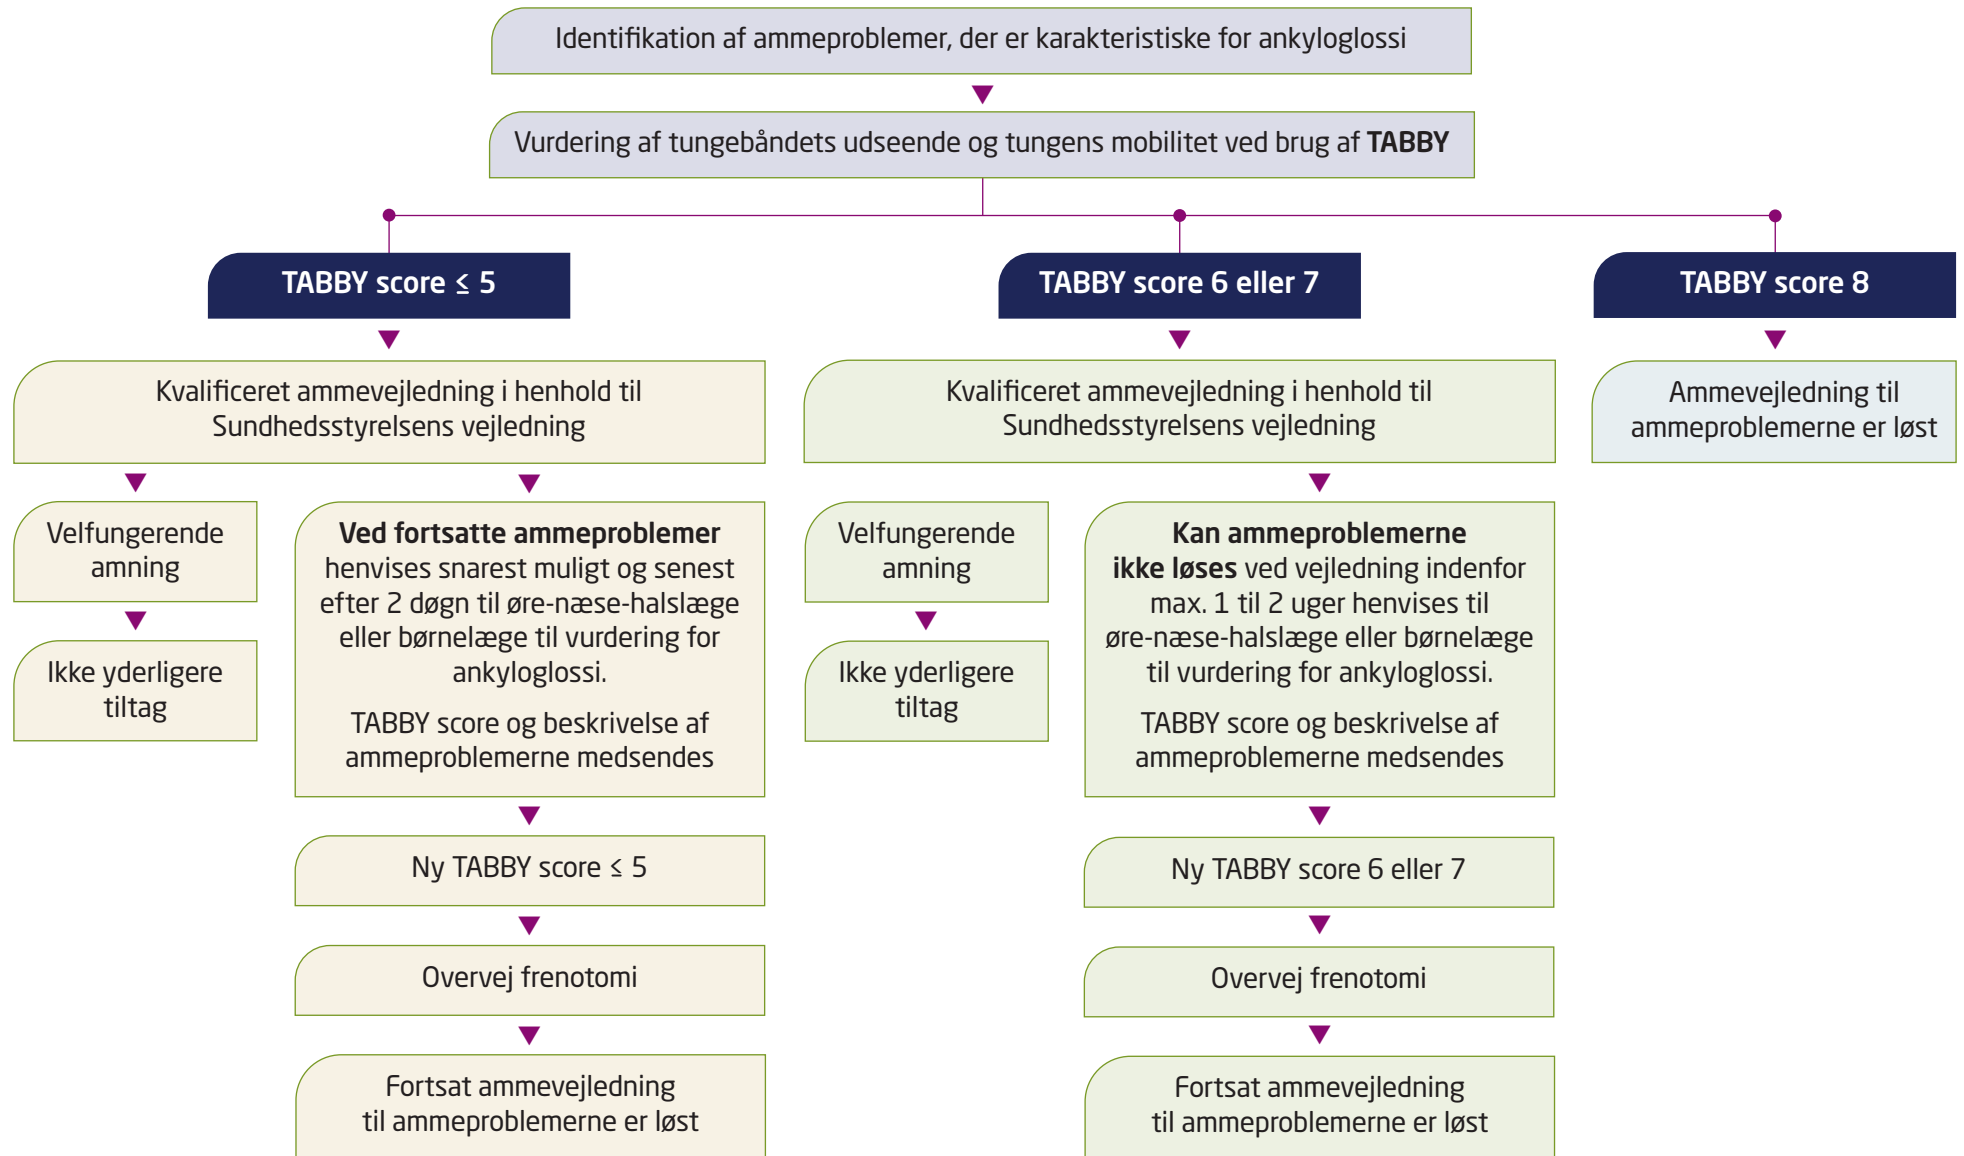 Identifikation af ammeproblemer, der er karakteristiske for ankyloglossi
Vurdering af tungebåndets udseende og tungens mobilitet ved brug af TABBY
TABBY score ≤ 5
Kvalificeret ammevejledning i henhold til
Sundhedsstyrelsens vejledning
Velfungerende
amning
Ikke yderligere
tiltag
Ved fortsatte ammeproblemer
henvises snarest muligt og senest
efter 2 døgn til øre-næse-halslæge
eller børnelæge til vurdering for
ankyloglossi.
TABBY score og beskrivelse af
ammeproblemerne medsendes
Ny TABBY score ≤ 5
Overvej frenotomi
Fortsat ammevejledning
til ammeproblemerne er løst
TABBY score 6 eller 7
Kvalificeret ammevejledning i henhold til
Sundhedsstyrelsens vejledning
Velfungerende
amning
Ikke yderligere
tiltag
Kan ammeproblemerne
ikke løses ved vejledning indenfor
max. 1 til 2 uger henvises til
øre-næse-halslæge eller børnelæge
til vurdering for ankyloglossi.
TABBY score og beskrivelse af
ammeproblemerne medsendes
Ny TABBY score 6 eller 7
Overvej frenotomi
Fortsat ammevejledning
til ammeproblemerne er løst
TABBY score 8
Ammevejledning til
ammeproblemerne er løst